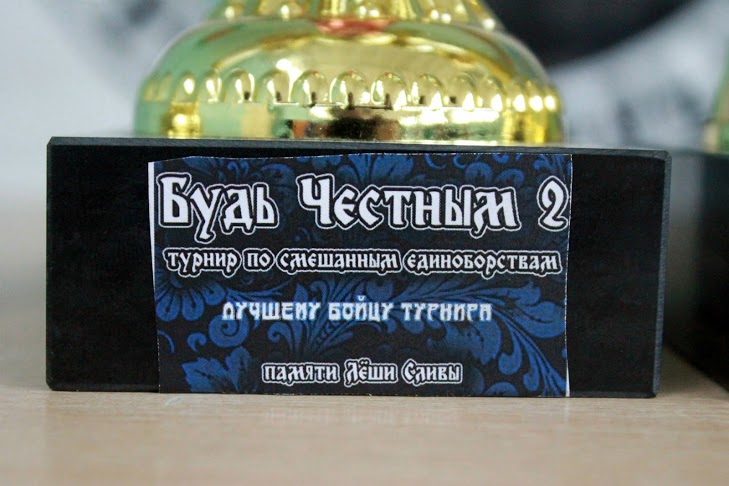 Будь Честным 2
турнир по смешанным единоборствам
лучшему бойцу турнира
памяти Лёши Сливы